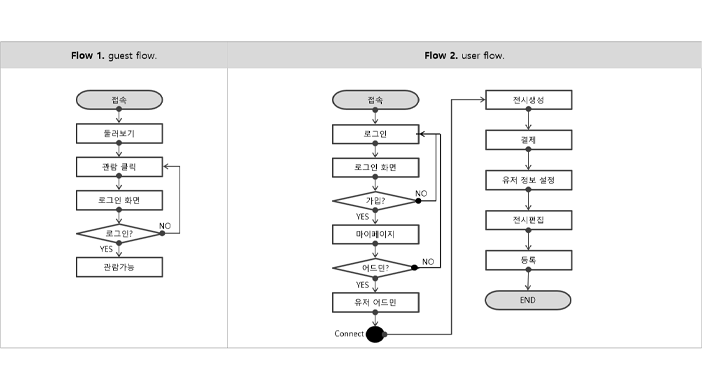 Flow 1. guest flow.
Flow 2. user flow.
접속
둘러보기
관람 클릭
로그인 화면
로그인?
NO
YES
관람가능
접속
로그인
로그인 화면
가입?
NO
YES
마이페이지
어드민?
NO
YES
유저 어드민
Connect
전시생성
결제
유저 정보 설정
전시편집
등록
END